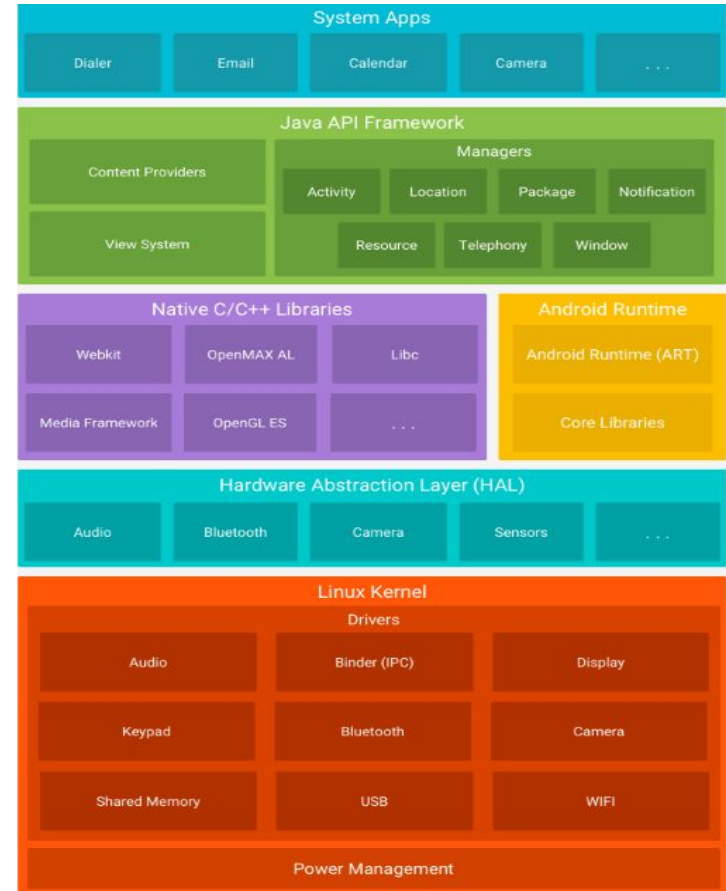 System Apps
Dialer
Email
Calendar
Camera
. . .
Java API Framework
Content Providers
View System
Managers
Activity
Location
Package
Notification
Resource
Telephony
Window
Native C/C++ Libraries
Webkit
OpenMAX AL
Libc
Media Framework
OpenGL ES
. . .
Android Runtime
Android Runtime (ART)
Core Libraries
Hardware Abstraction Layer (HAL)
Audio
Bluetooth
Camera
Sensors
. . .
Linux Kernel
Drivers
Audio
Binder (IPC)
Display
Keypad
Bluetooth
Camera
Shared Memory
USB
WIFI
Power Management